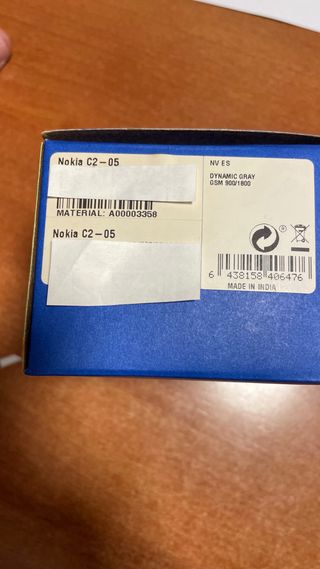 Nokia C2-05
MATERIAL: A00003358
Nokia C2-05
NV ES
DYNAMIC GRAY
GSM 900/1800
®
6 438158 406476
MADE IN INDIA